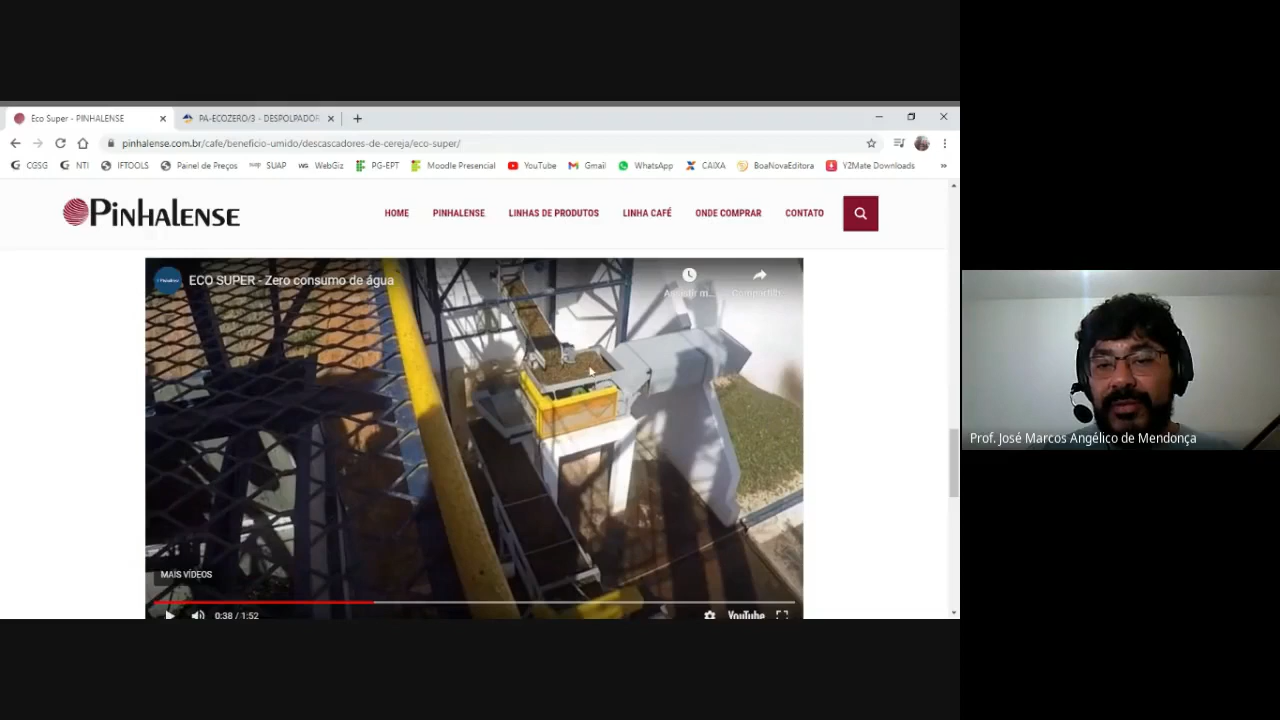 Eco Super - PINHALENSE
PA-ECOZERO/3 - DESPOLPADOR
pinhalense.com.br/cafe/beneficio-umido/descascadores-de-cereja/eco-super/
CGSG NTI IFTOOLS Painel de Preços SUAP WebGiz PG-EPT Moodle Presencial YouTube Gmail WhatsApp CAIXA BoaNovaEditora Y2Mate Downloads »
PINHALENSE HOME PINHALENSE LINHAS DE PRODUTOS LINHA CAFÉ ONDE COMPRAR CONTATO
ECO SUPER - Zero consumo de água
Assistir m... Compartilh...
Prof. José Marcos Angélico de Mendonça
MAIS VÍDEOS
0:38 / 1:52 YouTube